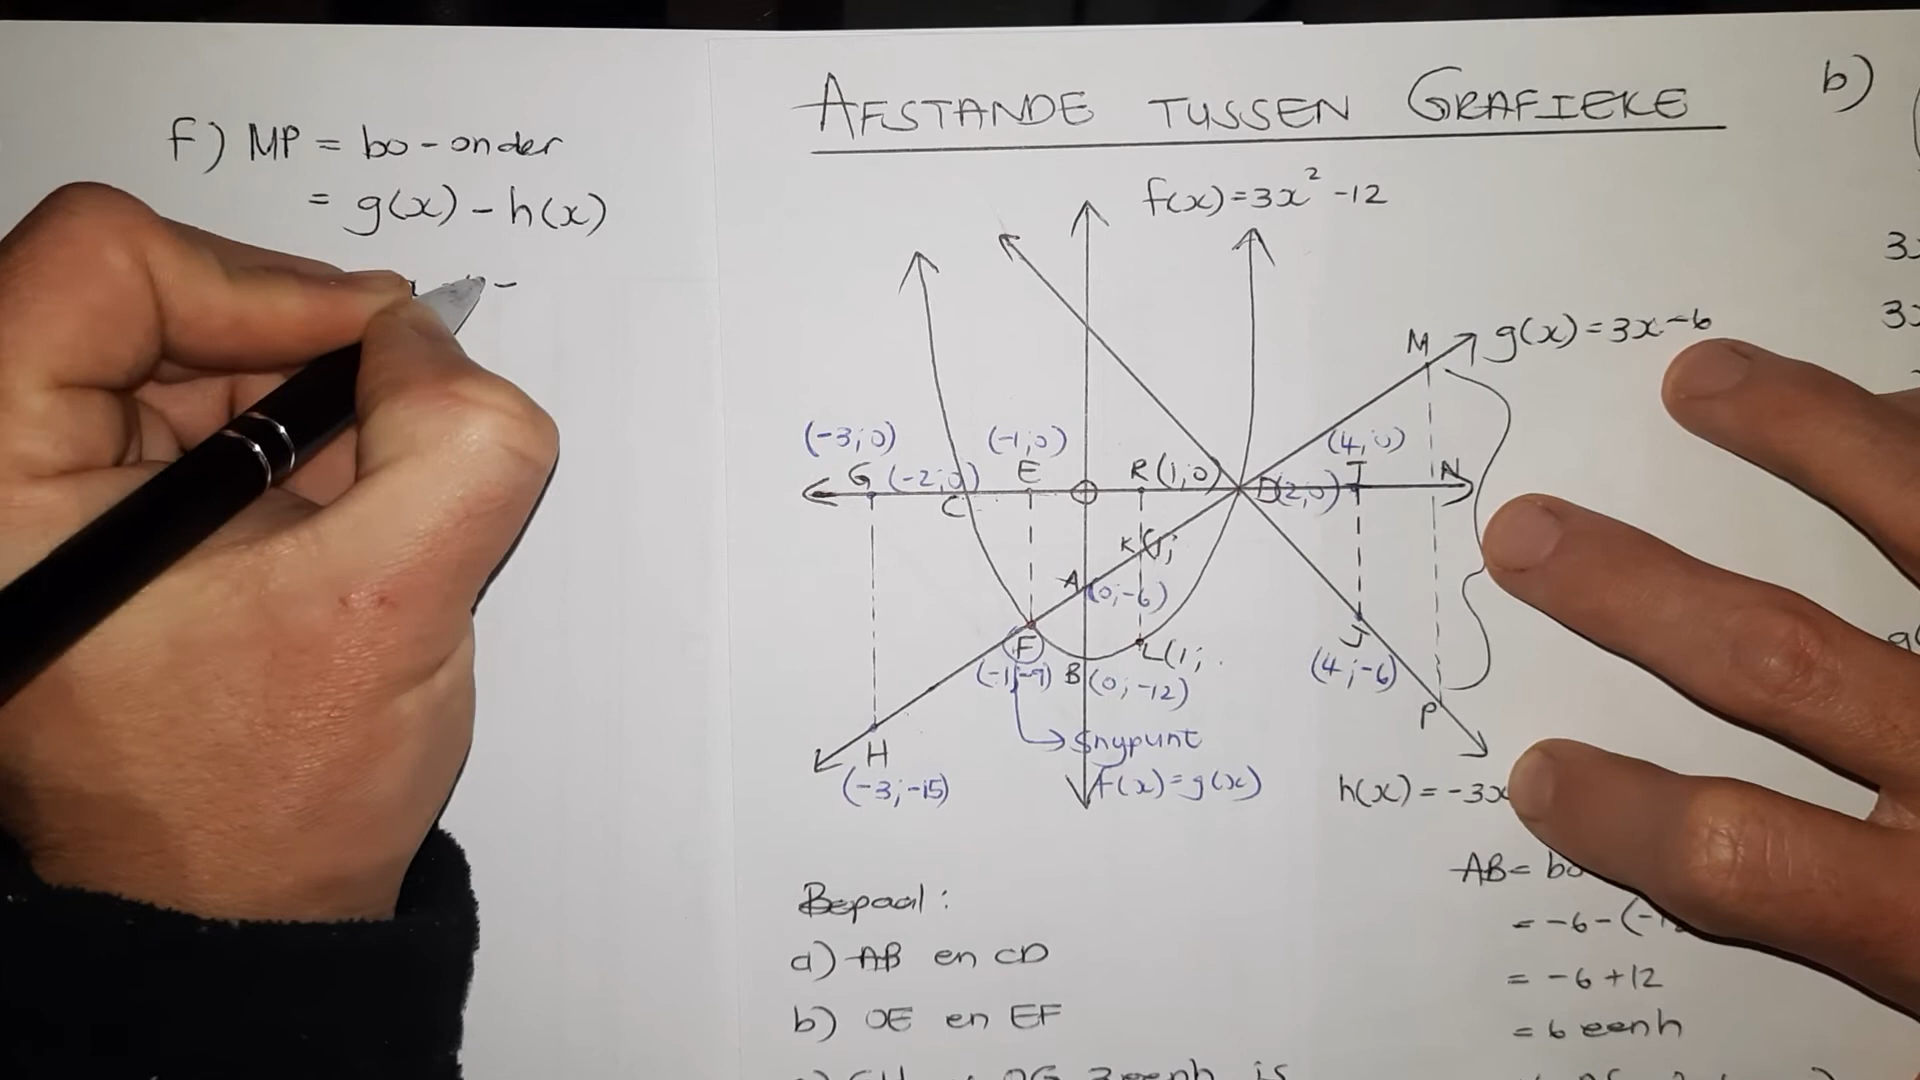 f) MP = bo - onder
= g(x) - h(x)
-
AFSTANDE TUSSEN GRAFIEKE
b)
f(x) = 3x² - 12
M
g(x) = 3x - 6
(-3;0)
(-1;0)
(4;0)
G (-2;0) E R (1;0) D(2;0) T N
C
K(1;
A
(0;-6)
F
(-1;-9)
B
(0;-12)
L(1;
J
(4;-6)
P
H
(-3;-15)
Snypunt
f(x) = g(x)
h(x) = -3x
Bepaal:
a) AB en CD
b) OE en EF
AB = bo
= -6 - (-1
= -6 + 12
= 6 eenh